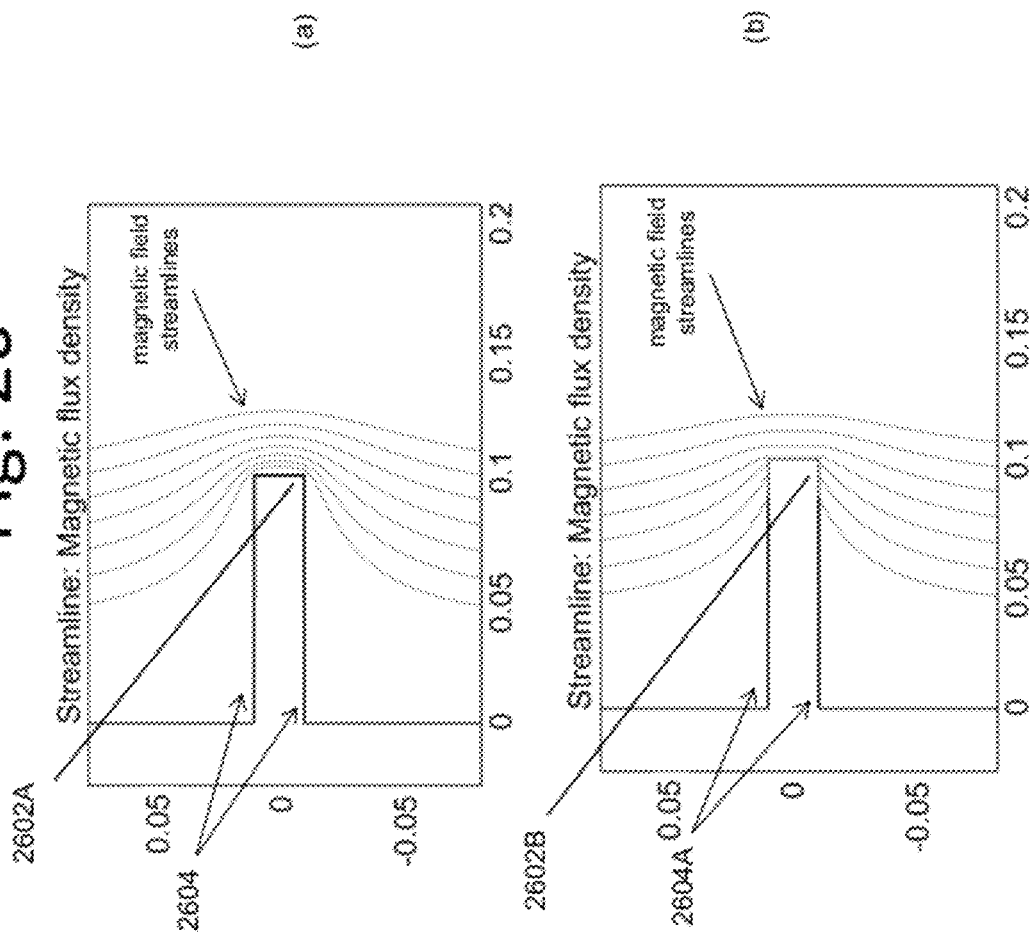 2602A
Streamline: Magnetic flux density
magnetic field
streamlines
(a)
0.05
0
-0.05
0
0.05
0.1
0.15
0.2
2604
2602B
Streamline: Magnetic flux density
magnetic field
streamlines
(b)
0.05
0
-0.05
0
0.05
0.1
0.15
0.2
2604A